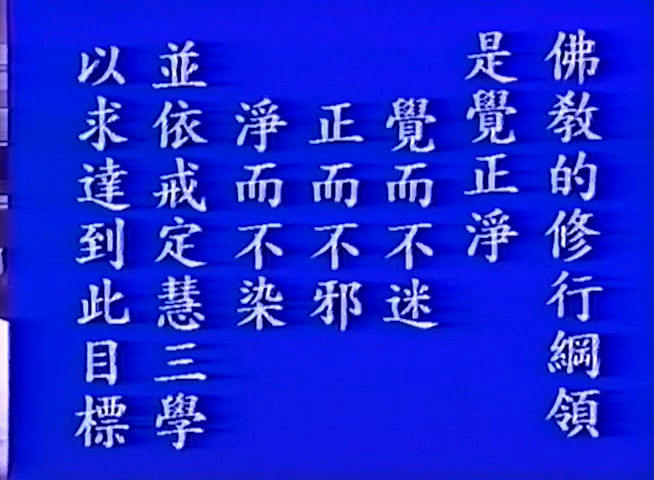 佛教的修行綱領
是覺正淨
覺而不迷
正而不邪
淨而不染
並依戒定慧三學
以求達到此目標